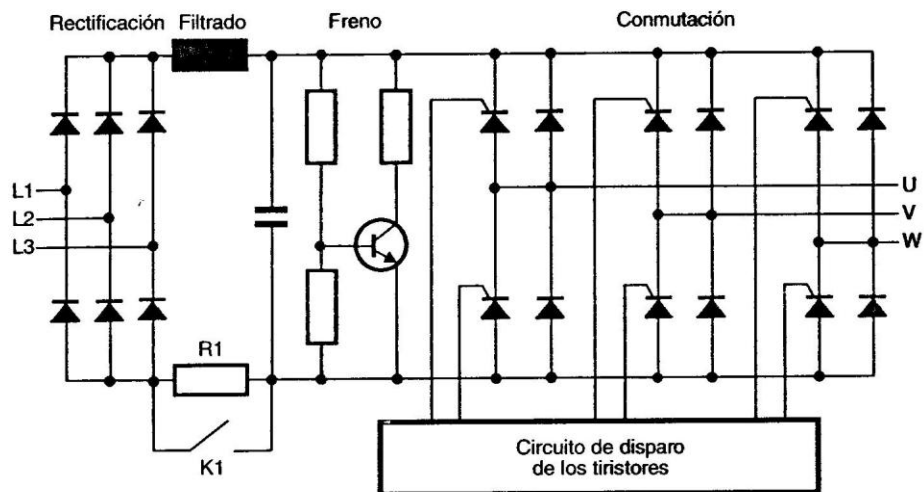 Rectificación Filtrado Freno Conmutación
L1
L2
L3
U
V
W
R1
K1
Circuito de disparo
de los tiristores